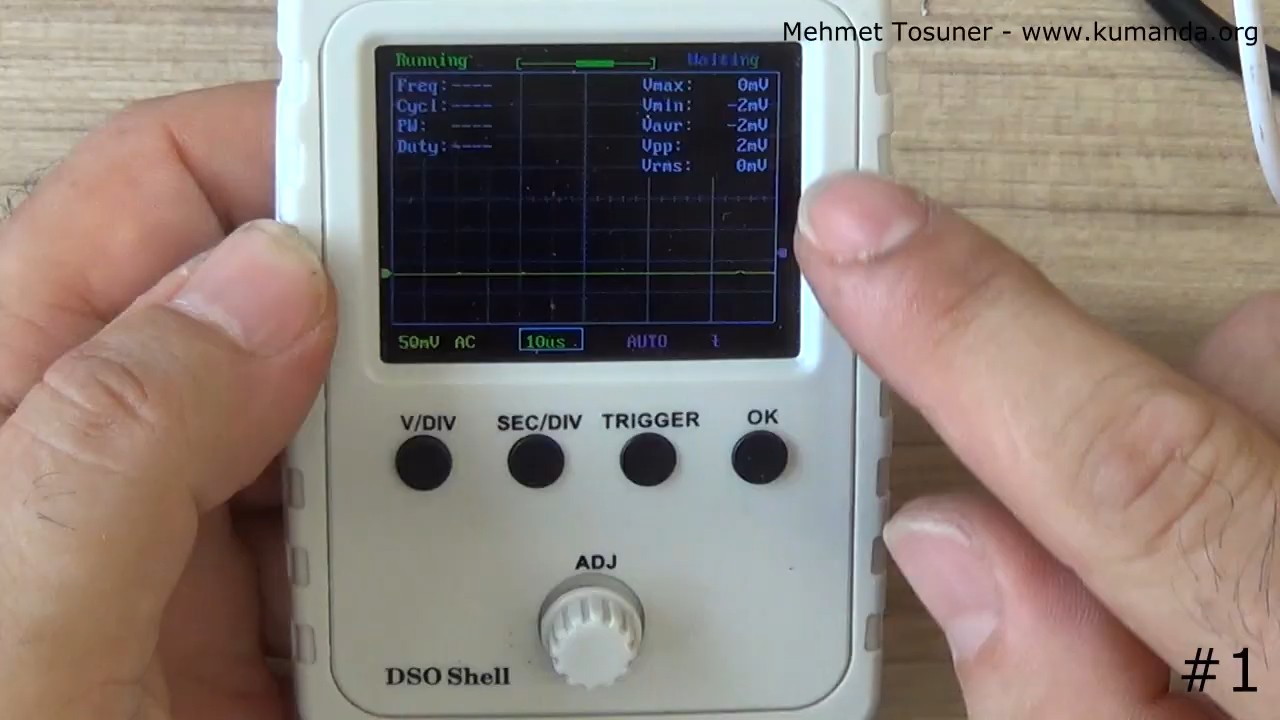 Mehmet Tosuner - www.kumanda.org
Running Waiting
Freq:---- Vmax: 0mV
Cycl:---- Vmin: -2mV
PW: ---- Vavr: -2mV
Duty:---- Vpp: 2mV
Vrms: 0mV
50mV AC 10us AUTO
V/DIV SEC/DIV TRIGGER OK
ADJ
DSO Shell
#1